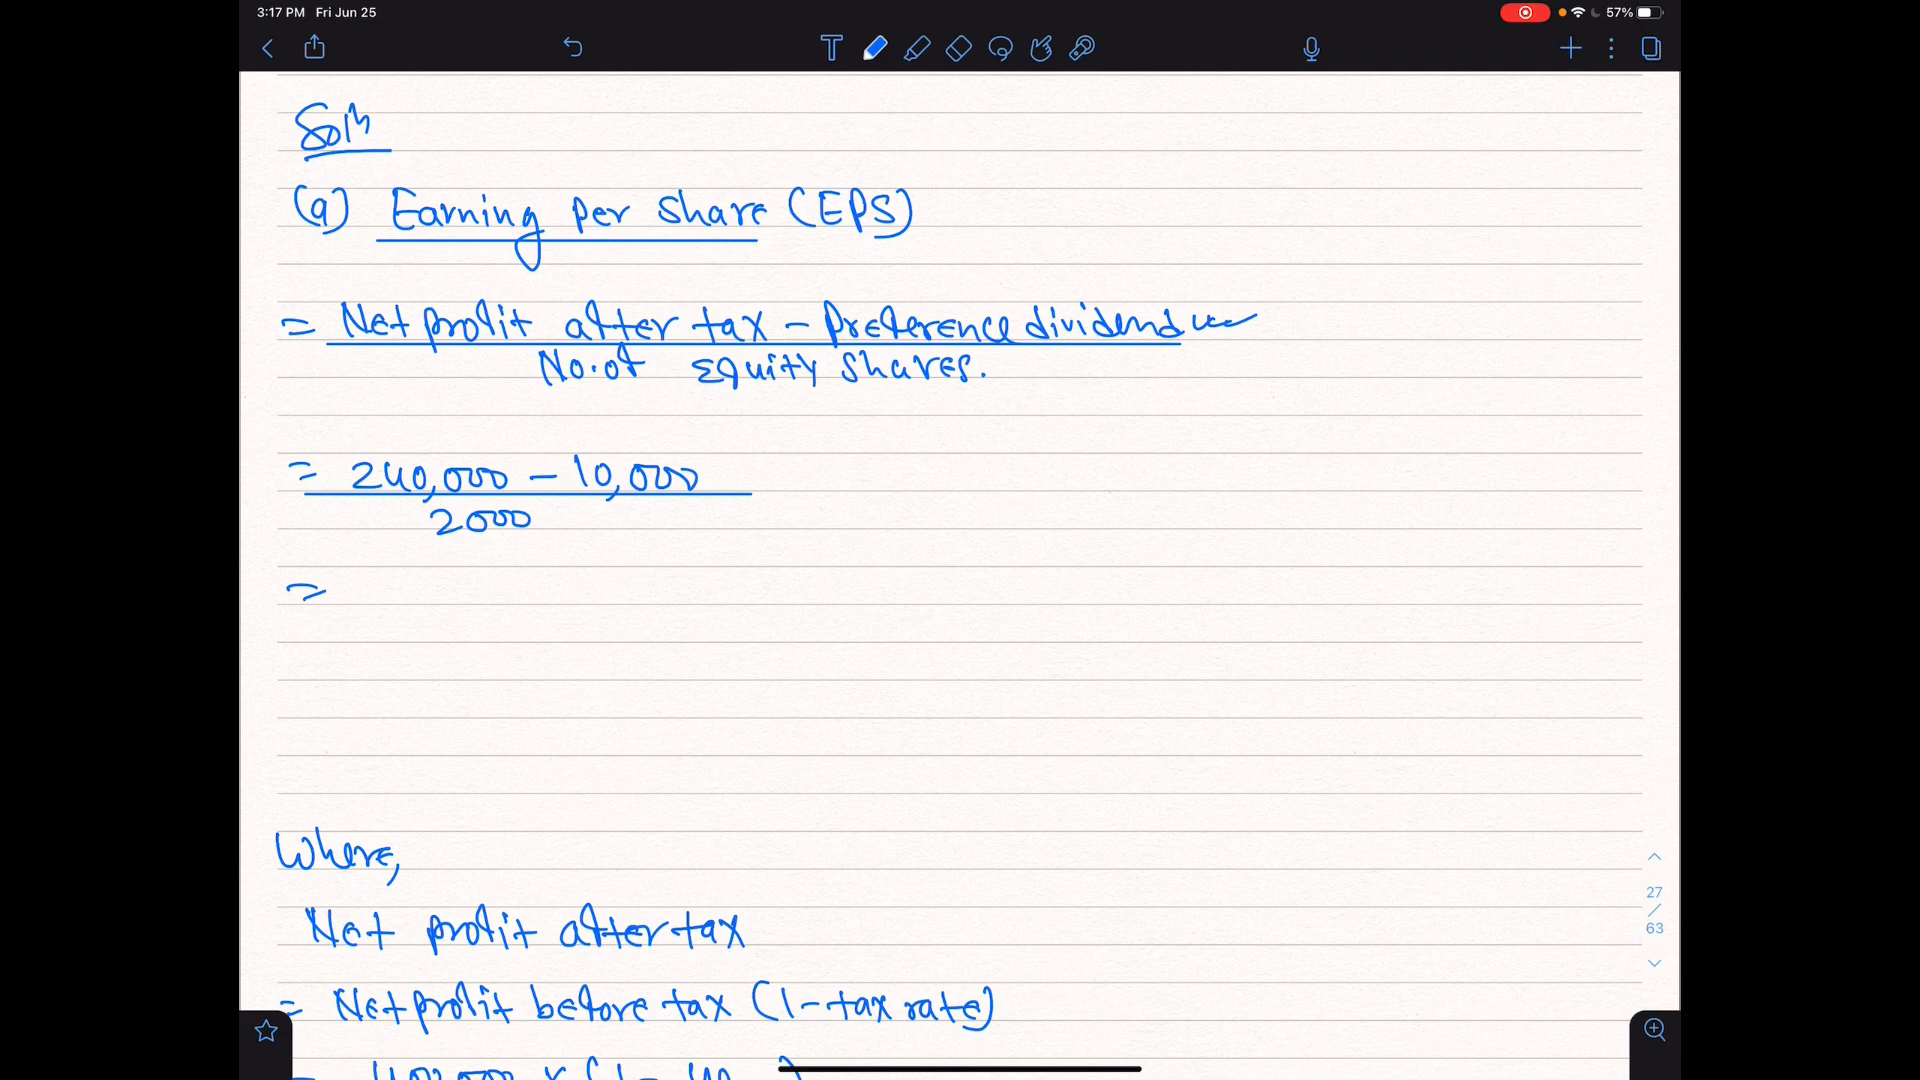 3:17 PM Fri Jun 25
57%
Soln
(a) Earning per share (EPS)
= Net profit after tax - Preference dividend
No. of equity shares.
= 240,000 - 10,000
2000
=
Where,
Net profit after tax
= Net profit before tax (1 - tax rate)
27
/
63